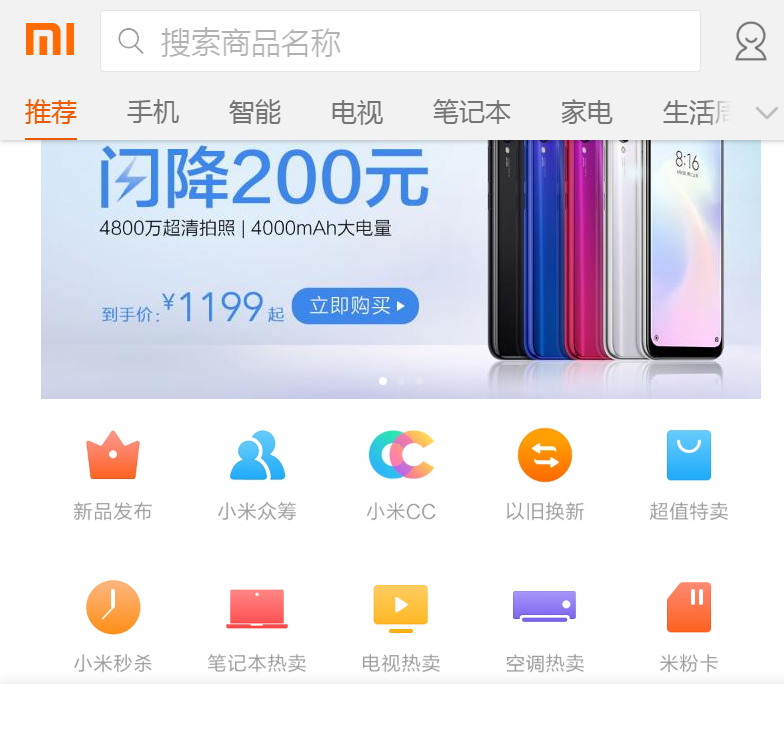 搜索商品名称
推荐 手机 智能 电视 笔记本 家电 生活周
闪降200元
4800万超清拍照 | 4000mAh大电量
到手价:¥1199起 立即购买
8:16
新品发布 小米众筹 小米CC 以旧换新 超值特卖
小米秒杀 笔记本热卖 电视热卖 空调热卖 米粉卡